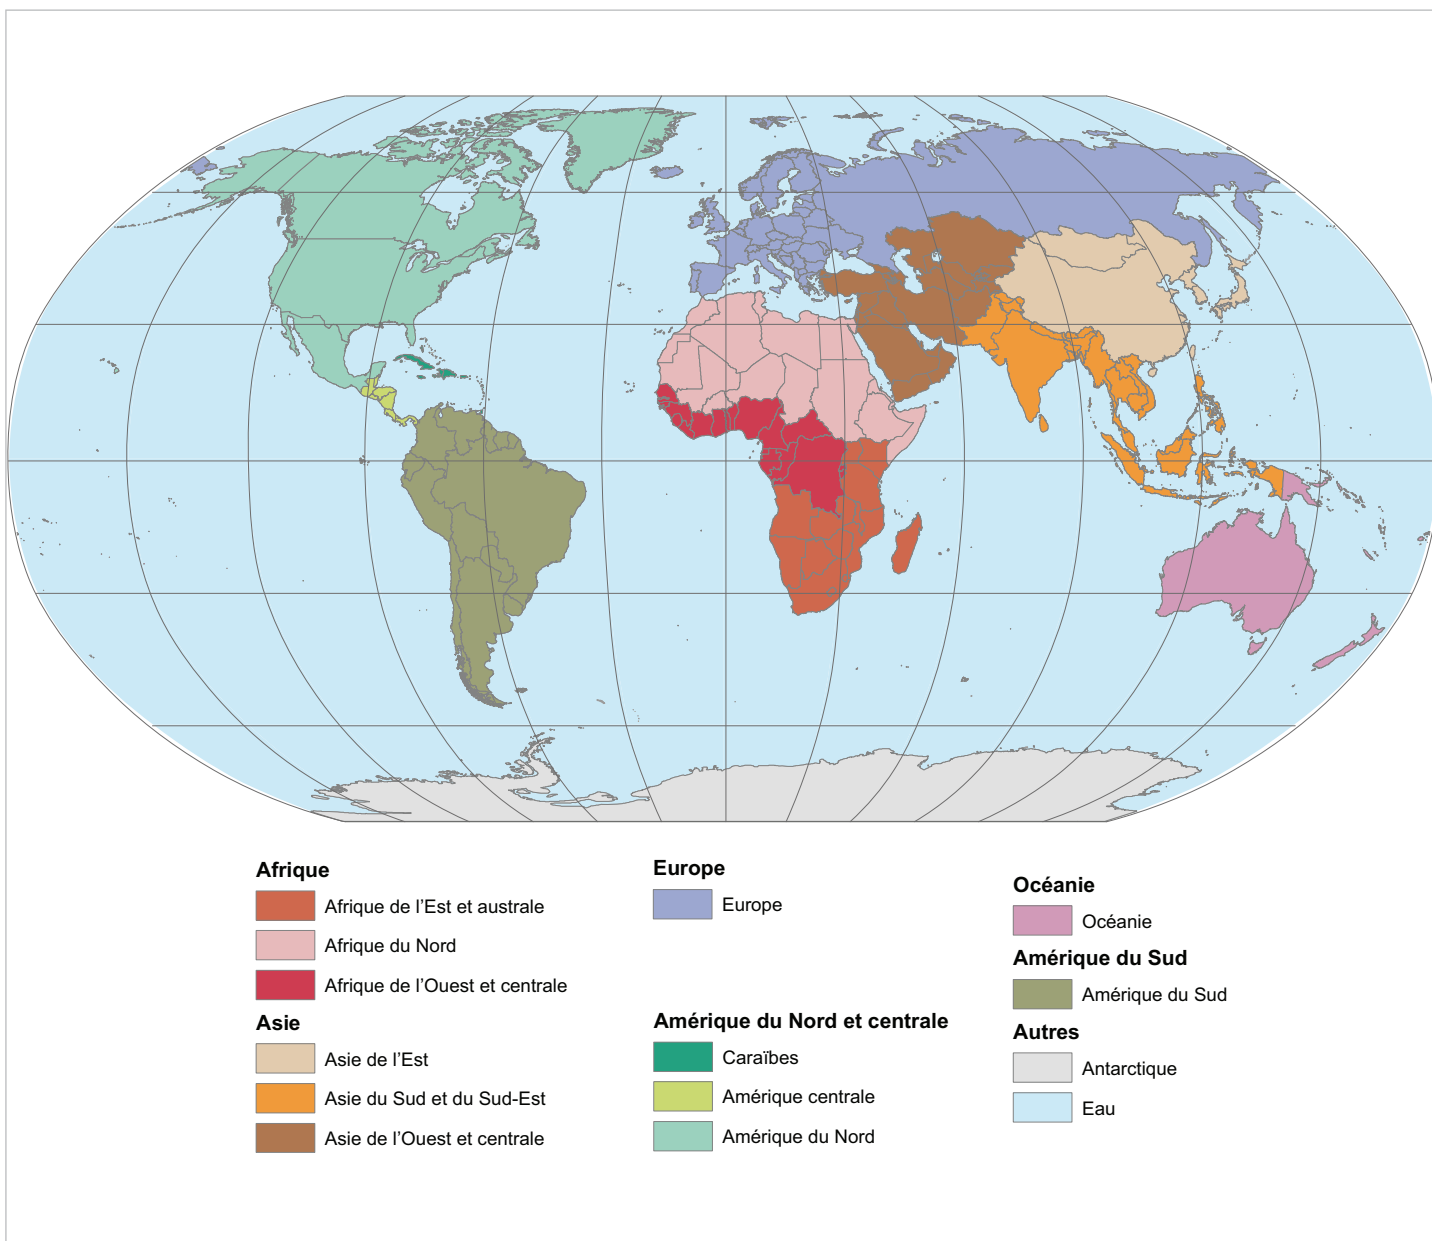 Afrique
Afrique de l'Est et australe
Afrique du Nord
Afrique de l'Ouest et centrale
Asie
Asie de l'Est
Asie du Sud et du Sud-Est
Asie de l'Ouest et centrale
Europe
Europe
Amérique du Nord et centrale
Caraïbes
Amérique centrale
Amérique du Nord
Océanie
Océanie
Amérique du Sud
Amérique du Sud
Autres
Antarctique
Eau